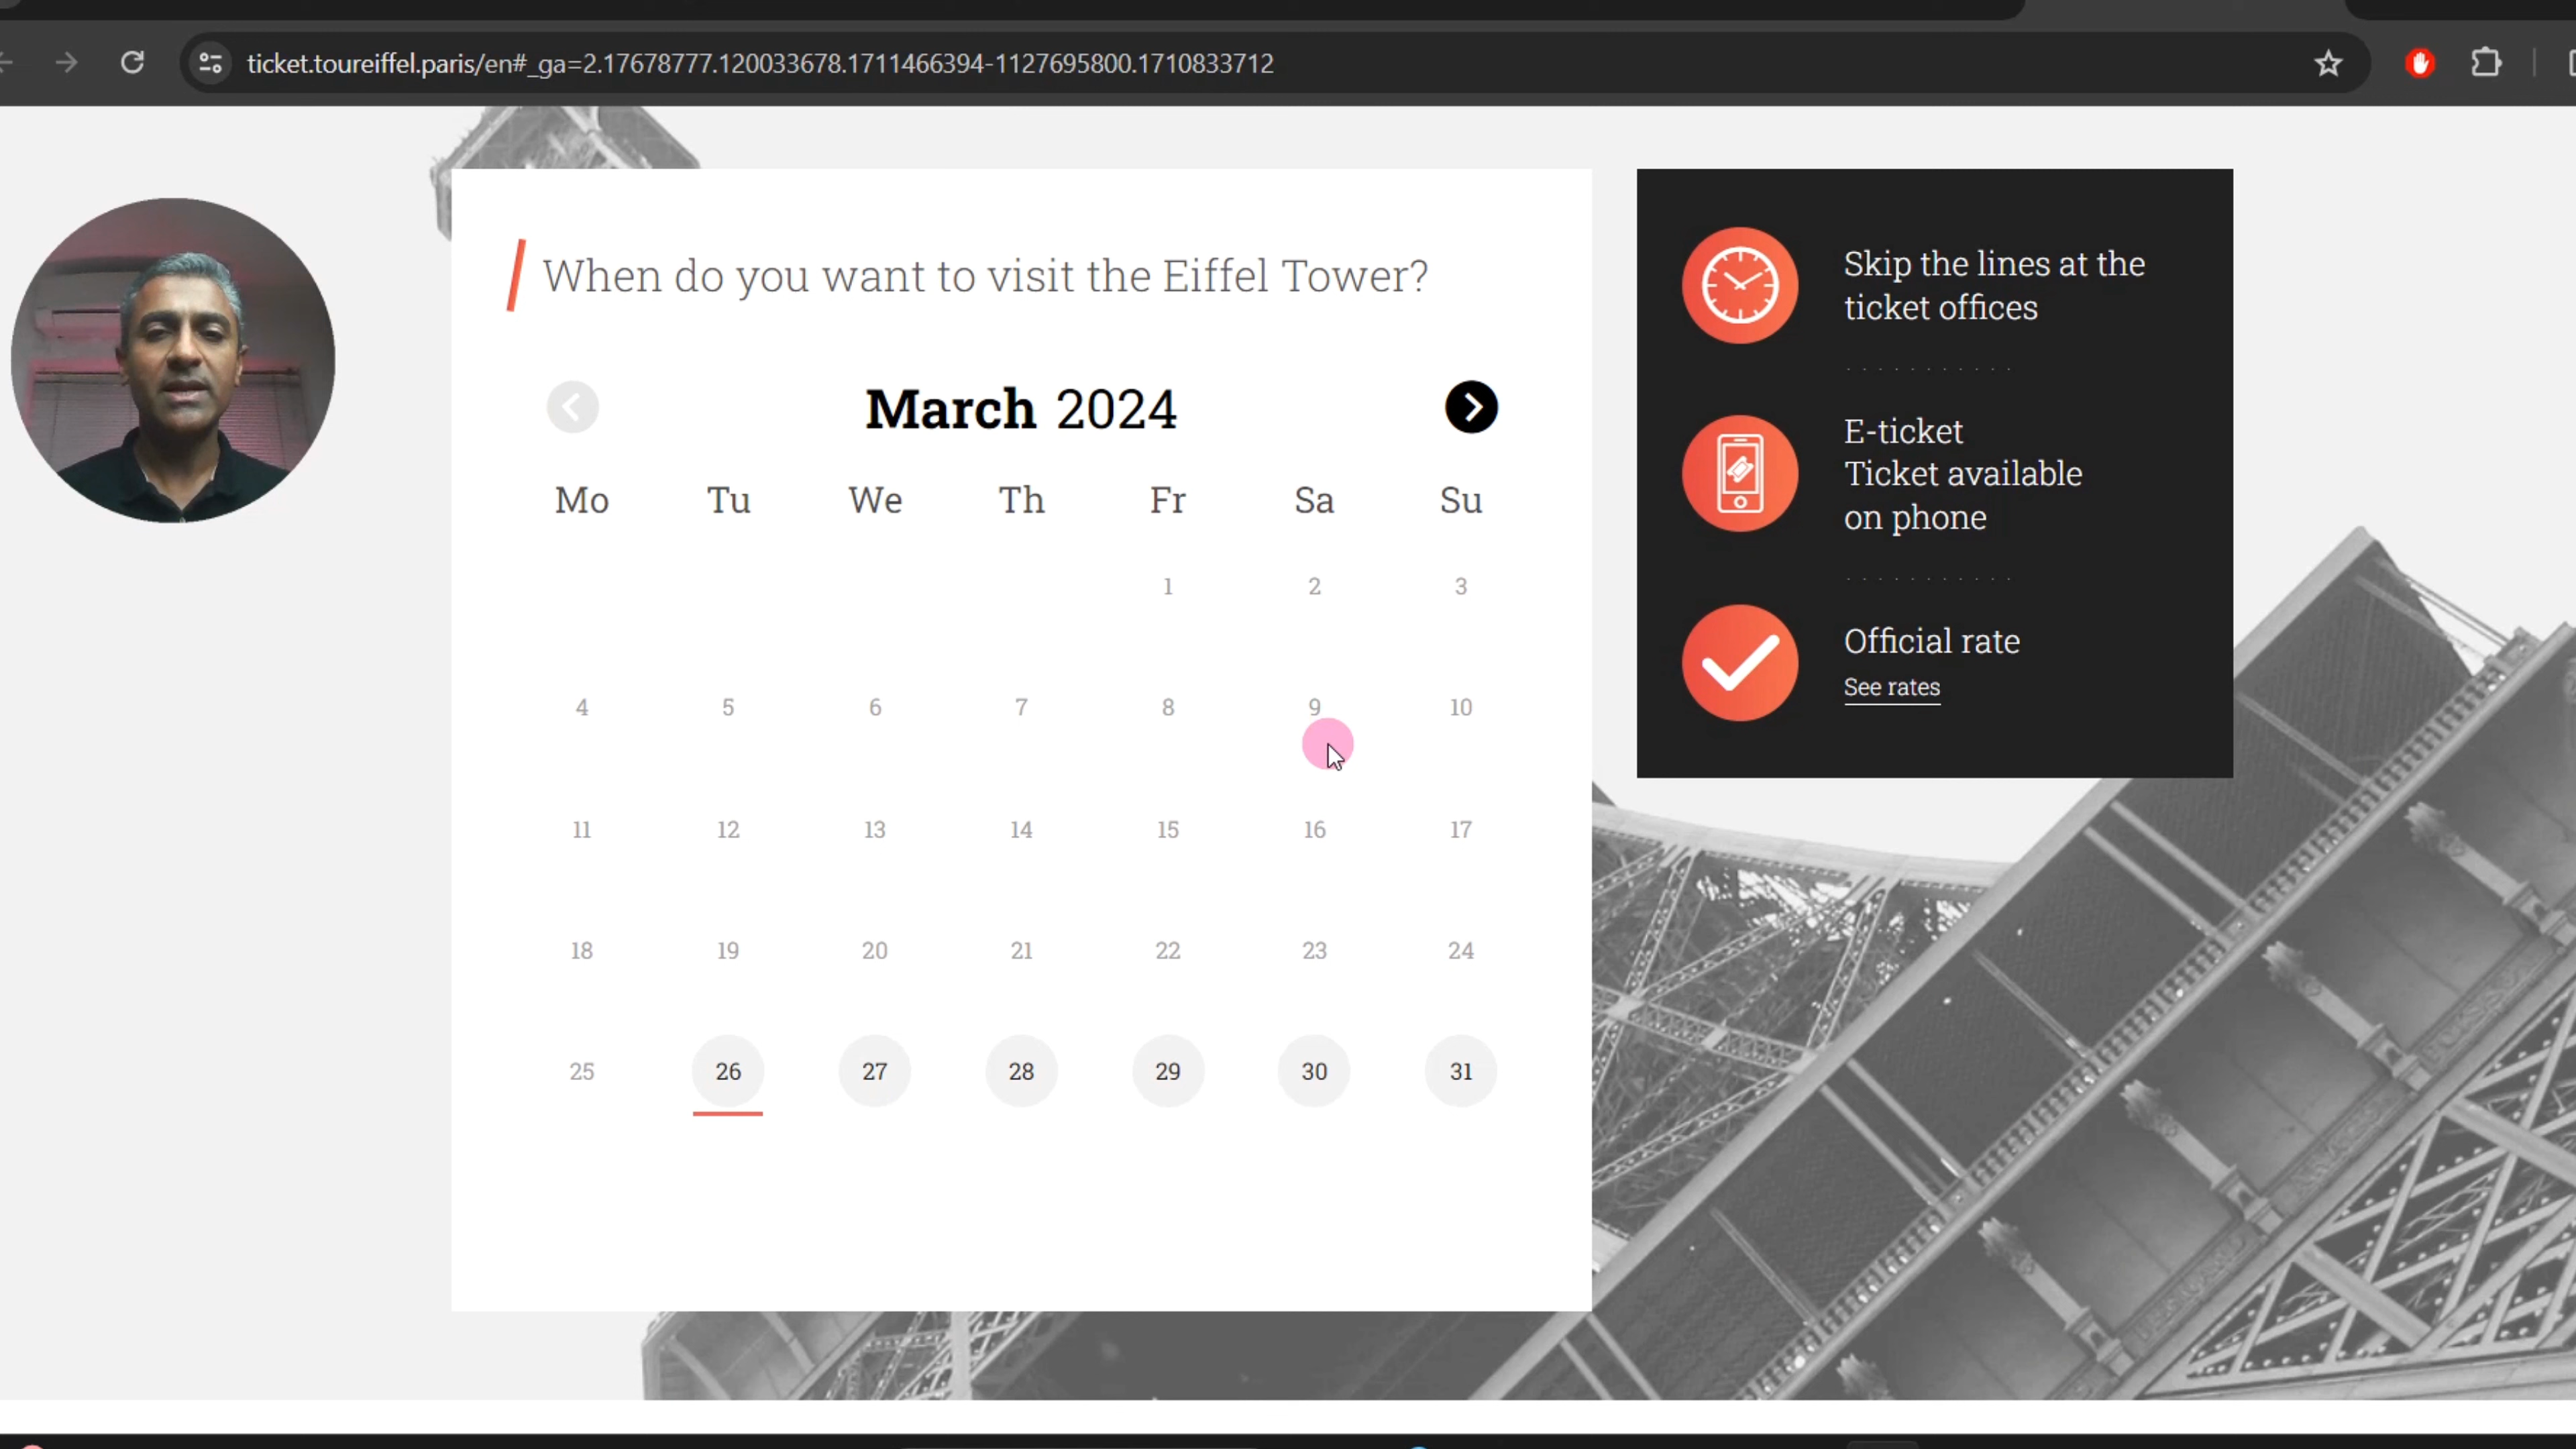 ticket.toureiffel.paris/en#_ga=2.17678777.120033678.1711466394-1127695800.1710833712
When do you want to visit the Eiffel Tower?
March 2024
Mo Tu We Th Fr Sa Su
1 2 3
4 5 6 7 8 9 10
11 12 13 14 15 16 17
18 19 20 21 22 23 24
25 26 27 28 29 30 31
Skip the lines at the
ticket offices
E-ticket
Ticket available
on phone
Official rate
See rates